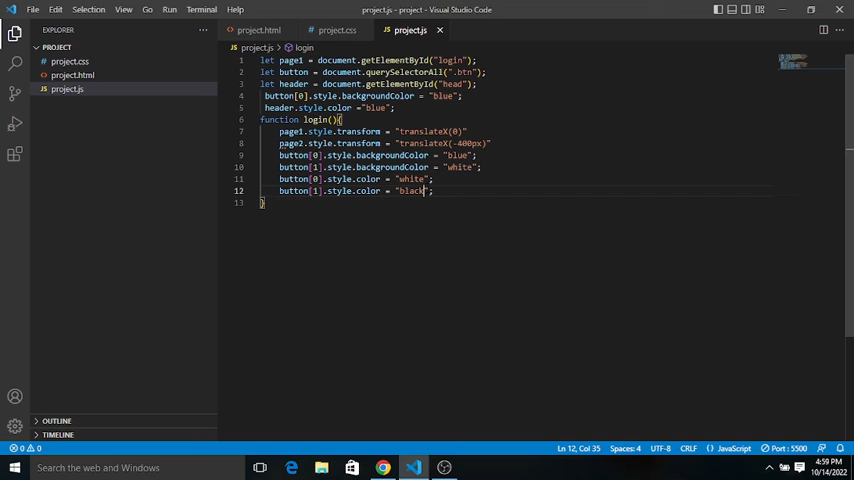 File Edit Selection View Go Run Terminal Help
project.js - project - Visual Studio Code
EXPLORER
project.html
project.css
project.js
PROJECT
project.js
login
project.css
project.html
project.js
1 let page1 = document.getElementById("login");
2 let button = document.querySelectorAll(".btn");
3 let header = document.getElementById("head");
4 button[0].style.backgroundColor = "blue";
5 header.style.color ="blue";
6 function login(){
7 page1.style.transform = "translateX(0)"
8 page2.style.transform = "translateX(-400px)"
9 button[0].style.backgroundColor = "blue";
10 button[1].style.backgroundColor = "white";
11 button[0].style.color = "white";
12 button[1].style.color = "black";
13 }
OUTLINE
TIMELINE
0 0
Ln 12, Col 35
Spaces: 4
UTF-8
CRLF
{} JavaScript
Port : 5500
Search the web and Windows
4:59 PM
10/14/2022